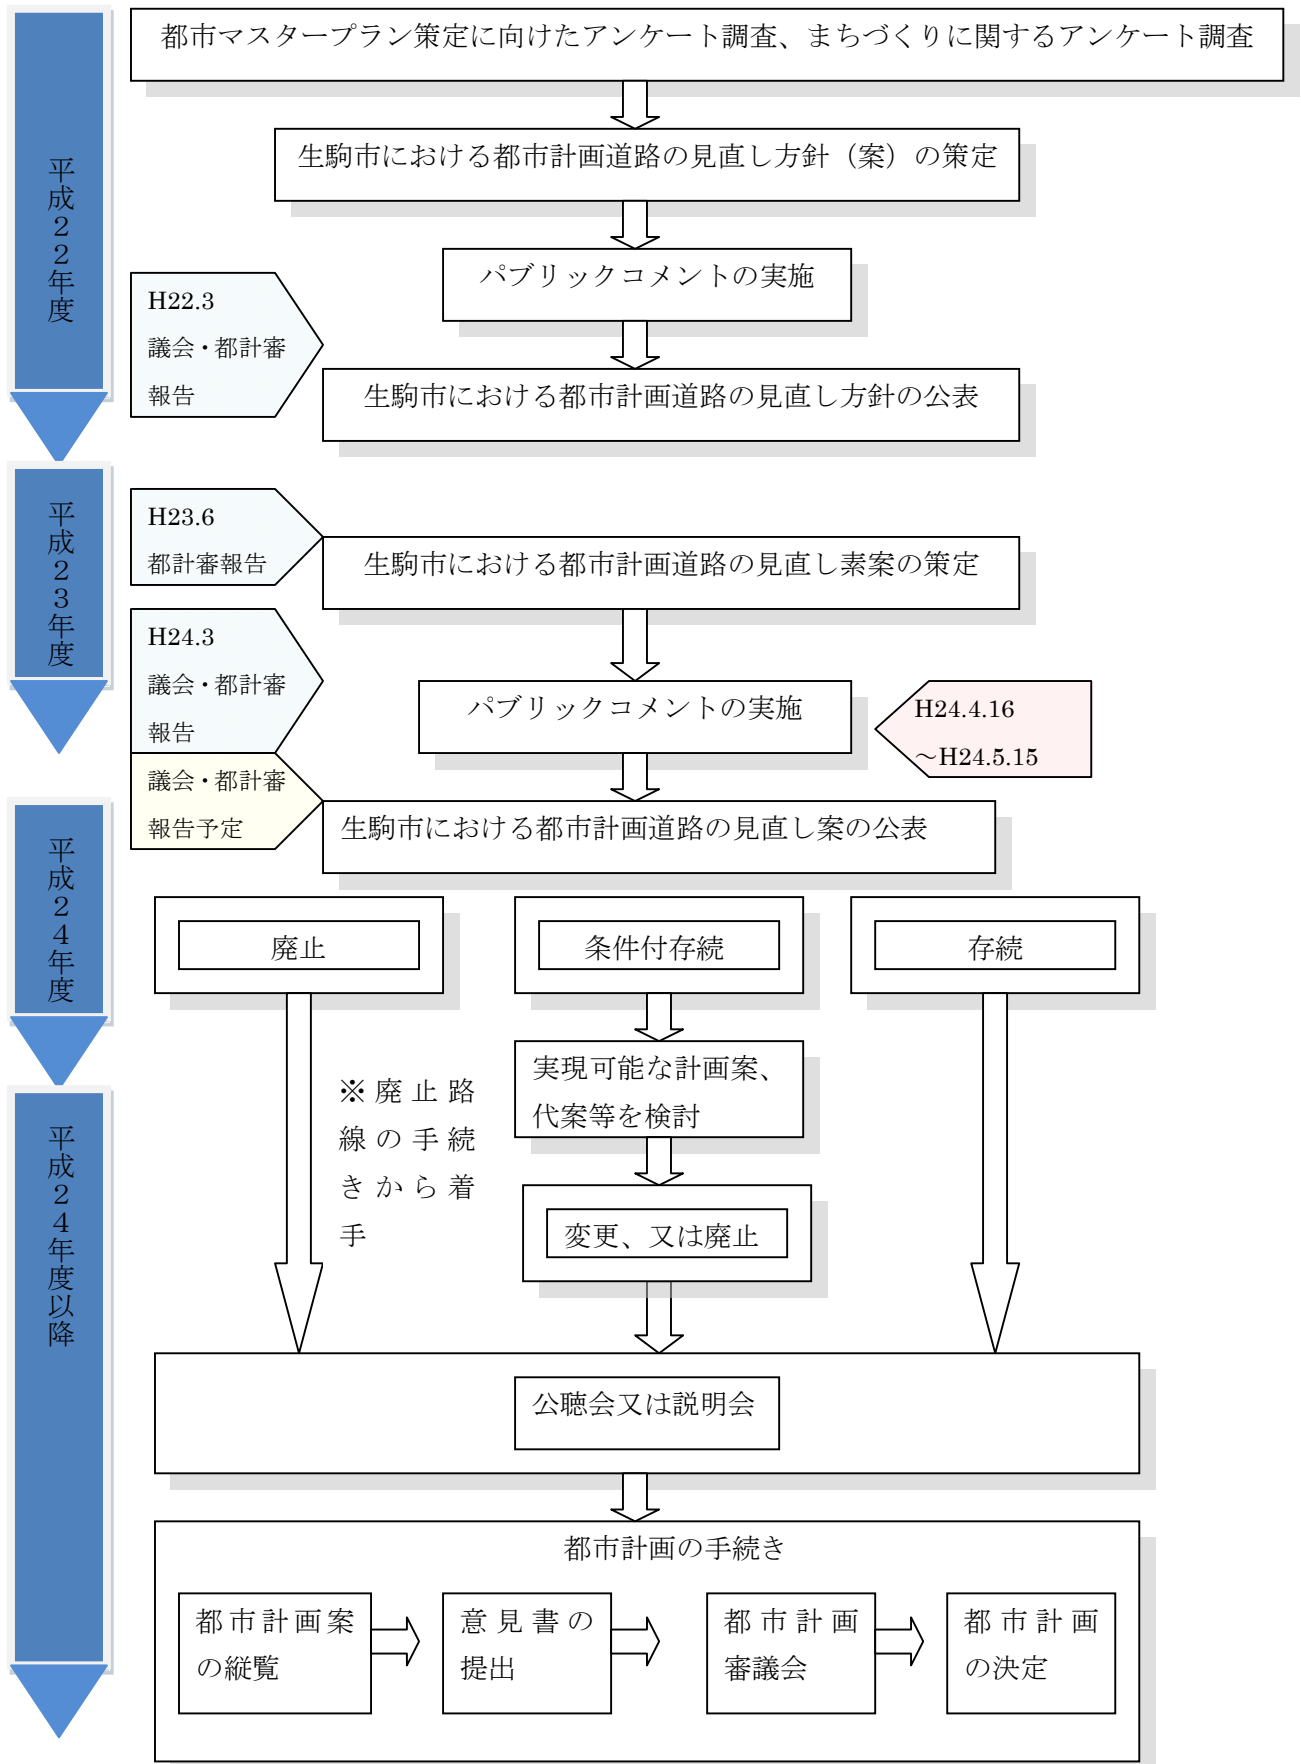 都市マスタープラン策定に向けたアンケート調査、まちづくりに関するアンケート調査
平成２２年度
生駒市における都市計画道路の見直し方針（案）の策定
パブリックコメントの実施
H22.3
議会・都計審
報告
生駒市における都市計画道路の見直し方針の公表
平成２３年度
H23.6
都計審報告
生駒市における都市計画道路の見直し素案の策定
H24.3
議会・都計審
報告
パブリックコメントの実施
H24.4.16
～H24.5.15
議会・都計審
報告予定
生駒市における都市計画道路の見直し案の公表
平成２４年度
廃止
条件付存続
存続
平成２４年度以降
※廃止路
線の手続
きから着
手
実現可能な計画案、
代案等を検討
変更、又は廃止
公聴会又は説明会
都市計画の手続き
都市計画案
の縦覧
意見書の
提出
都市計画
審議会
都市計画
の決定